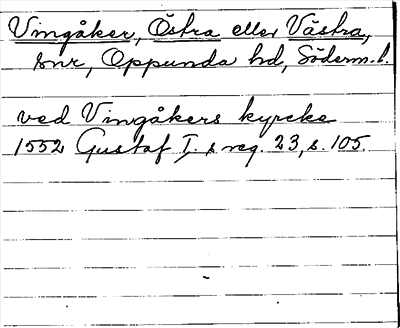 Vingåker, Östra eller Västra,
snr, Oppunda hd, Söderm. l.
ved Vingåkers kyrcke
1552 Gustaf I. s reg. 23, s. 105.